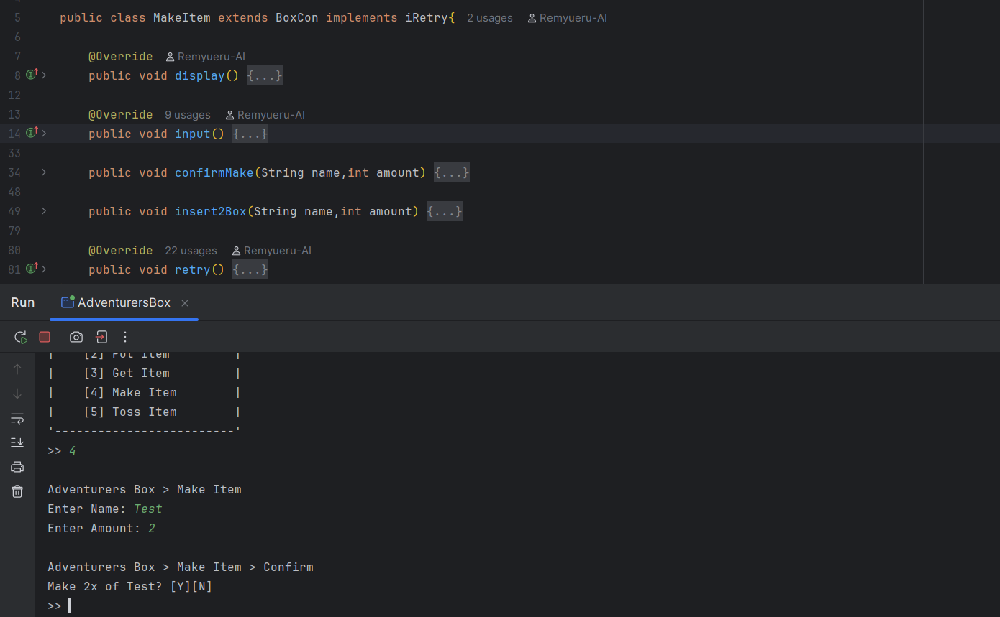 5 public class MakeItem extends BoxCon implements iRetry{ 2 usages Remyueru-AI
6
7 @Override Remyueru-AI
8 public void display() {...}
12
13 @Override 9 usages Remyueru-AI
14 public void input() {...}
33
34 public void confirmMake(String name,int amount) {...}
48
49 public void insert2Box(String name,int amount) {...}
79
80 @Override 22 usages Remyueru-AI
81 public void retry() {...}
Run AdventurersBox ×
| [2] Put Item |
| [3] Get Item |
| [4] Make Item |
| [5] Toss Item |
'-------------------------'
>> 4
Adventurers Box > Make Item
Enter Name: Test
Enter Amount: 2
Adventurers Box > Make Item > Confirm
Make 2x of Test? [Y][N]
>>